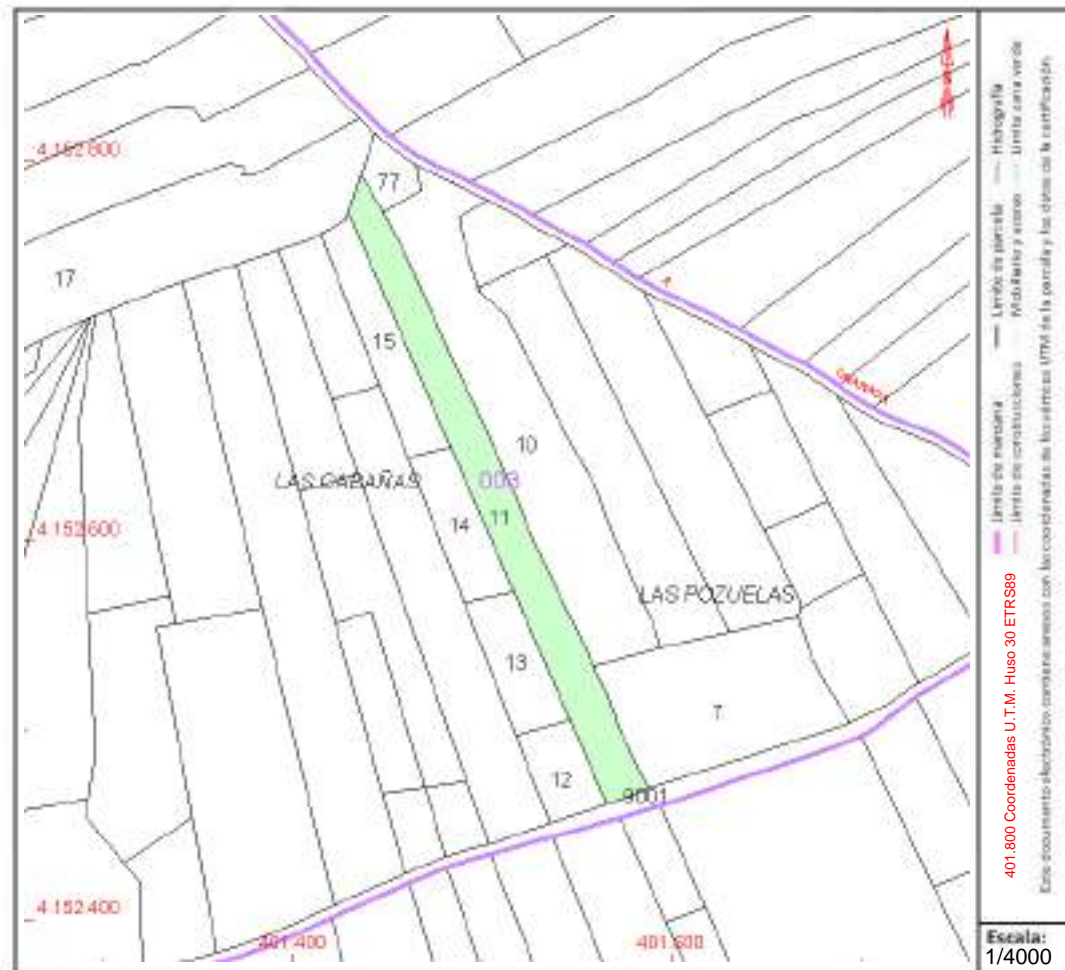 4.152.800
77
17
15
10
LAS CABAÑAS
003
14
11
4.152.600
LAS POZUELAS
13
7
12
9001
4.152.400
401.400
401.600
Límite de manzana
Límite de parcela
Hidrografía
Límite de construcciones
Mobiliario y aceras
Límite zona verde
401.800 Coordenadas U.T.M. Huso 30 ETRS89
Este documento electrónico contiene anexos con las coordenadas de los vértices UTM de la parcela y los datos de la certificación
Escala:
1/4000